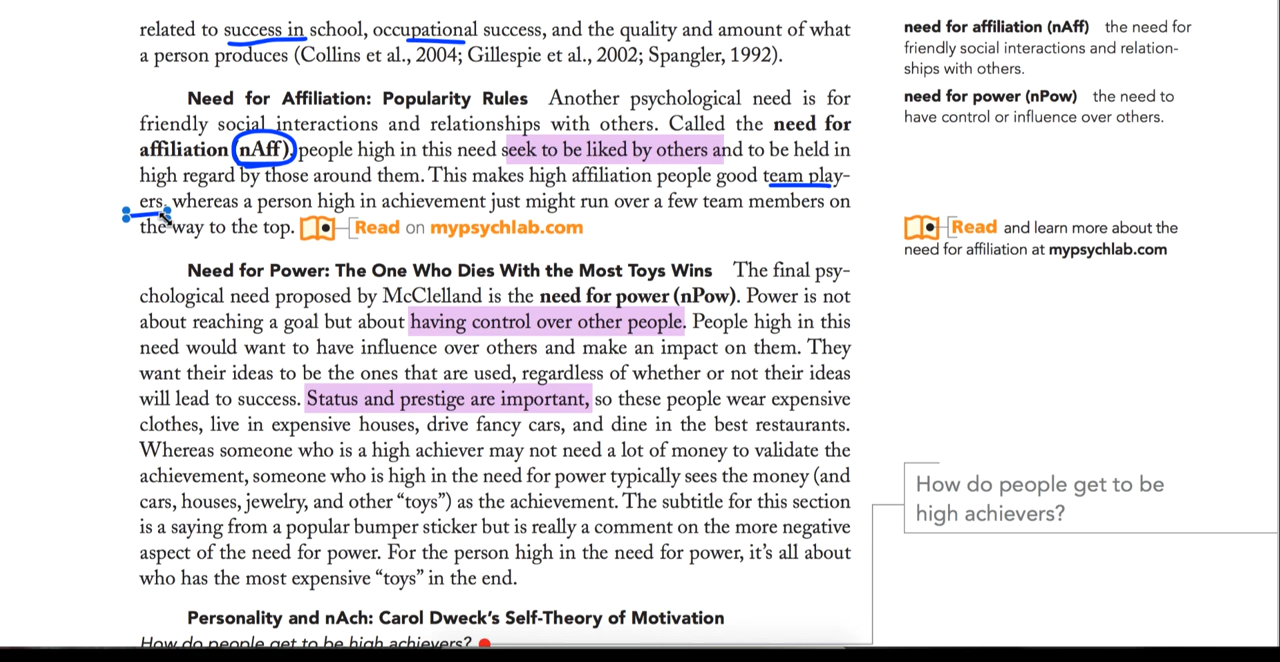 related to success in school, occupational success, and the quality and amount of what
a person produces (Collins et al., 2004; Gillespie et al., 2002; Spangler, 1992).
Need for Affiliation: Popularity Rules Another psychological need is for
friendly social interactions and relationships with others. Called the need for
affiliation (nAff), people high in this need seek to be liked by others and to be held in
high regard by those around them. This makes high affiliation people good team play-
ers, whereas a person high in achievement just might run over a few team members on
the way to the top. Read on mypsychlab.com
Need for Power: The One Who Dies With the Most Toys Wins The final psy-
chological need proposed by McClelland is the need for power (nPow). Power is not
about reaching a goal but about having control over other people. People high in this
need would want to have influence over others and make an impact on them. They
want their ideas to be the ones that are used, regardless of whether or not their ideas
will lead to success. Status and prestige are important, so these people wear expensive
clothes, live in expensive houses, drive fancy cars, and dine in the best restaurants.
Whereas someone who is a high achiever may not need a lot of money to validate the
achievement, someone who is high in the need for power typically sees the money (and
cars, houses, jewelry, and other “toys”) as the achievement. The subtitle for this section
is a saying from a popular bumper sticker but is really a comment on the more negative
aspect of the need for power. For the person high in the need for power, it’s all about
who has the most expensive “toys” in the end.
Personality and nAch: Carol Dweck’s Self-Theory of Motivation
How do people get to be high achievers?
need for affiliation (nAff) the need for
friendly social interactions and relation-
ships with others.
need for power (nPow) the need to
have control or influence over others.
Read and learn more about the
need for affiliation at mypsychlab.com
How do people get to be
high achievers?